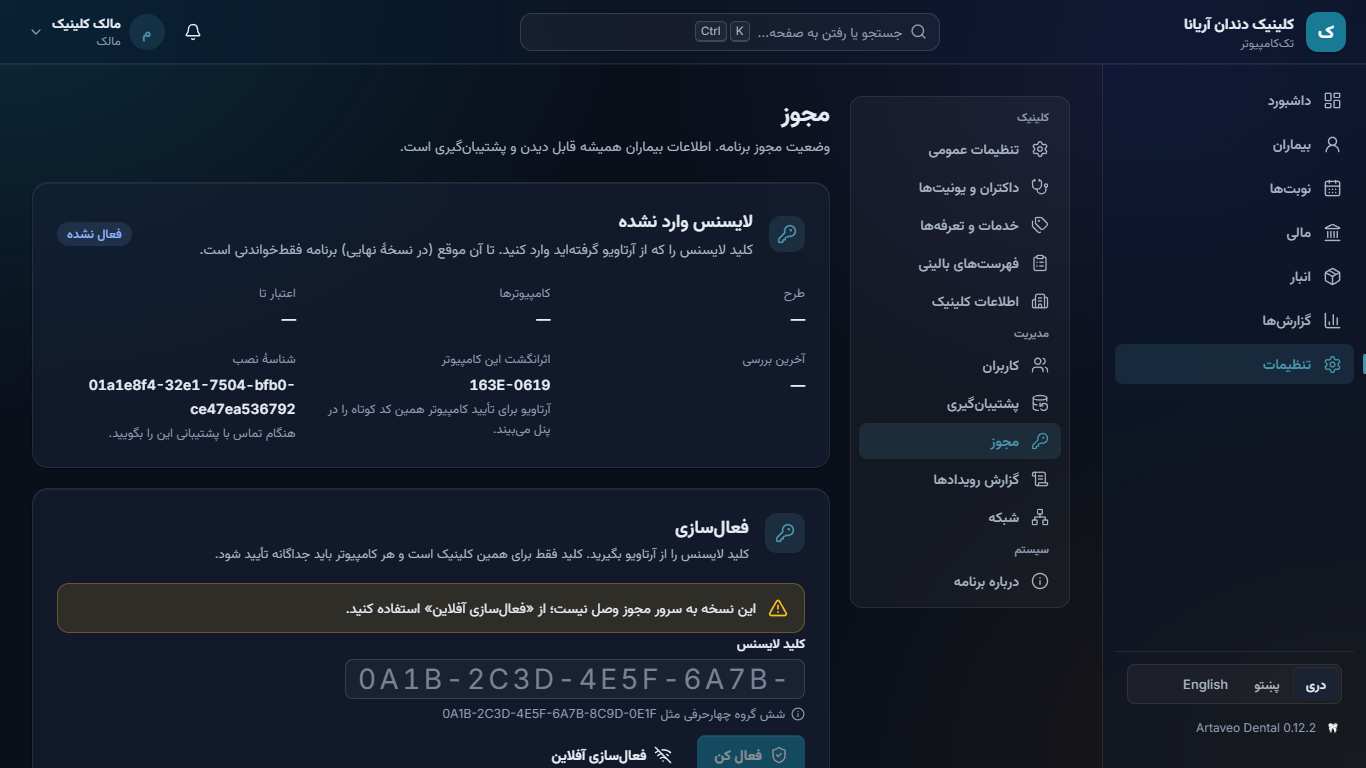 کلینیک دندان آریانا
تک‌کامپیوتر
جستجو یا رفتن به صفحه...
Ctrl K
مالک کلینیک
مالک
م
ک
داشبورد
بیماران
نوبت‌ها
مالی
انبار
گزارش‌ها
تنظیمات
دری
پښتو
English
Artaveo Dental 0.12.2
کلینیک
تنظیمات عمومی
داکتران و یونیت‌ها
خدمات و تعرفه‌ها
فهرست‌های بالینی
اطلاعات کلینیک
مدیریت
کاربران
پشتیبان‌گیری
مجوز
گزارش رویدادها
شبکه
سیستم
درباره برنامه
مجوز
وضعیت مجوز برنامه. اطلاعات بیماران همیشه قابل دیدن و پشتیبان‌گیری است.
لایسنس وارد نشده
فعال نشده
کلید لایسنس را که از آرتاویو گرفته‌اید وارد کنید. تا آن موقع (در نسخهٔ نهایی) برنامه فقط‌خواندنی است.
طرح
—
کامپیوترها
—
اعتبار تا
—
آخرین بررسی
—
اثرانگشت این کامپیوتر
163E-0619
آرتاویو برای تأیید کامپیوتر همین کد کوتاه را در
پنل می‌بیند.
شناسهٔ نصب
01a1e8f4-32e1-7504-bfb0-
ce47ea536792
هنگام تماس با پشتیبانی این را بگویید.
فعال‌سازی
کلید لایسنس را از آرتاویو بگیرید. کلید فقط برای همین کلینیک است و هر کامپیوتر باید جداگانه تأیید شود.
این نسخه به سرور مجوز وصل نیست؛ از «فعال‌سازی آفلاین» استفاده کنید.
کلید لایسنس
0A1B-2C3D-4E5F-6A7B-
شش گروه چهارحرفی مثل 0A1B-2C3D-4E5F-6A7B-8C9D-0E1F
فعال کن
فعال‌سازی آفلاین